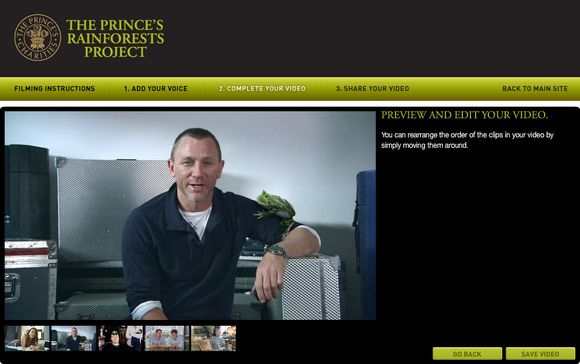 THE PRINCE'S CHARITIES
THE PRINCE'S
RAINFORESTS
PROJECT
FILMING INSTRUCTIONS
1. ADD YOUR VOICE
2. COMPLETE YOUR VIDEO
3. SHARE YOUR VIDEO
BACK TO MAIN SITE
PREVIEW AND EDIT YOUR VIDEO.
You can rearrange the order of the clips in your video by
simply moving them around.
GO BACK
SAVE VIDEO